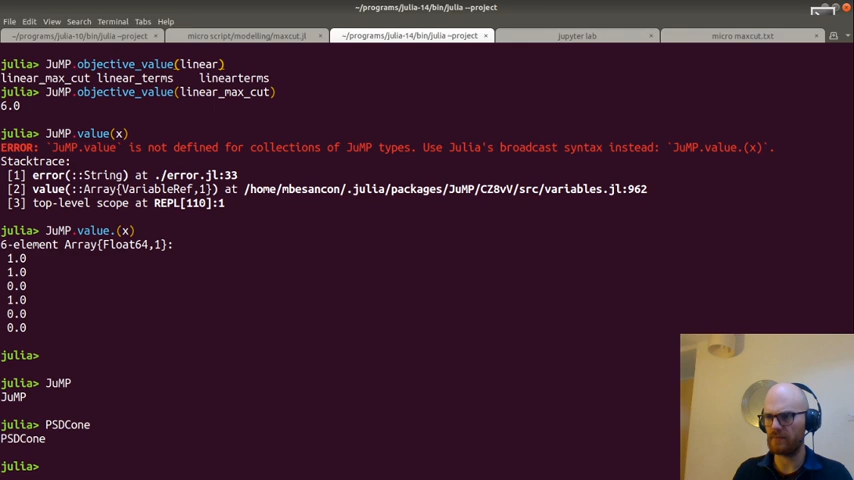 ~/programs/julia-14/bin/julia --project
File Edit View Search Terminal Tabs Help
~/programs/julia-10/bin/julia --project × micro script/modelling/maxcut.jl × ~/programs/julia-14/bin/julia --project × jupyter lab × micro maxcut.txt ×
julia> JuMP.objective_value(linear)
linear_max_cut linear_terms linearterms
julia> JuMP.objective_value(linear_max_cut)
6.0
julia> JuMP.value(x)
ERROR: `JuMP.value` is not defined for collections of JuMP types. Use Julia's broadcast syntax instead: `JuMP.value.(x)`.
Stacktrace:
[1] error(::String) at ./error.jl:33
[2] value(::Array{VariableRef,1}) at /home/mbesancon/.julia/packages/JuMP/CZ8vV/src/variables.jl:962
[3] top-level scope at REPL[110]:1
julia> JuMP.value.(x)
6-element Array{Float64,1}:
1.0
1.0
0.0
1.0
0.0
0.0
julia>
julia> JuMP
JuMP
julia> PSDCone
PSDCone
julia>